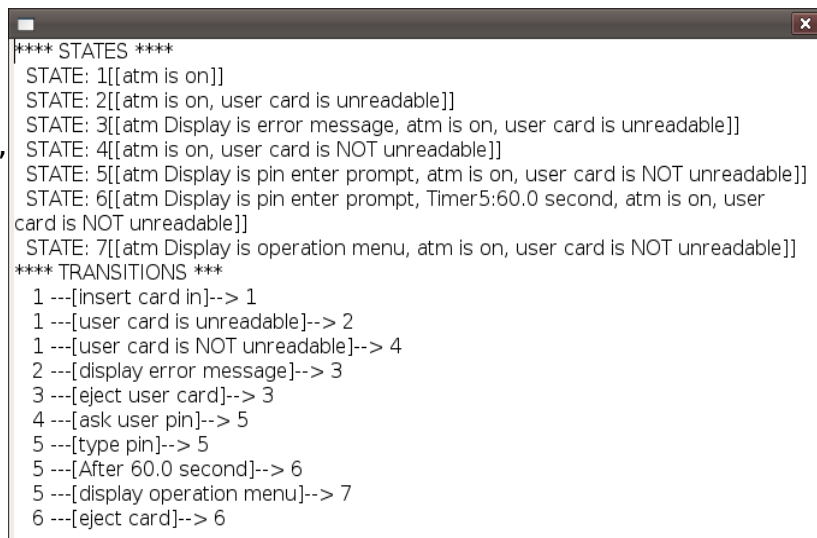 **** STATES ****
STATE: 1[[atm is on]]
STATE: 2[[atm is on, user card is unreadable]]
STATE: 3[[atm Display is error message, atm is on, user card is unreadable]]
, STATE: 4[[atm is on, user card is NOT unreadable]]
STATE: 5[[atm Display is pin enter prompt, atm is on, user card is NOT unreadable]]
STATE: 6[[atm Display is pin enter prompt, Timer5:60.0 second, atm is on, user
card is NOT unreadable]]
STATE: 7[[atm Display is operation menu, atm is on, user card is NOT unreadable]]
**** TRANSITIONS ***
1 ---[insert card in]--> 1
1 ---[user card is unreadable]--> 2
1 ---[user card is NOT unreadable]--> 4
2 ---[display error message]--> 3
3 ---[eject user card]--> 3
4 ---[ask user pin]--> 5
5 ---[type pin]--> 5
5 ---[After 60.0 second]--> 6
5 ---[display operation menu]--> 7
6 ---[eject card]--> 6